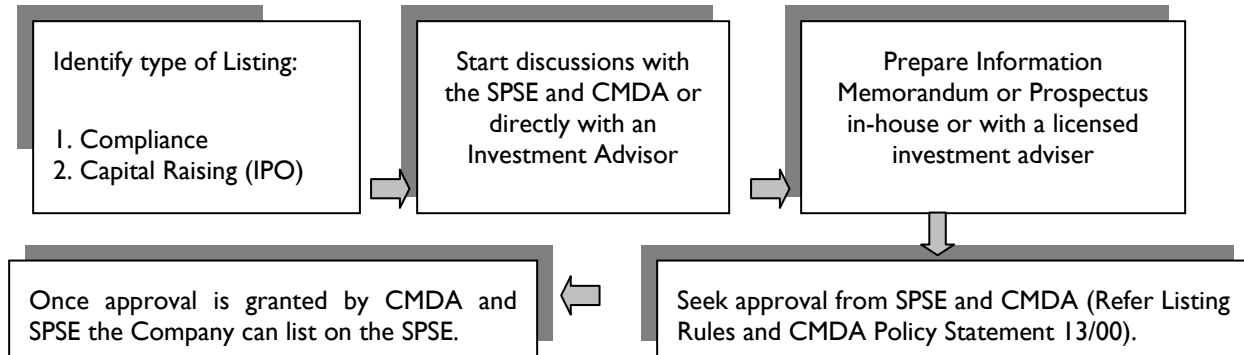 Identify type of Listing:
1. Compliance
2. Capital Raising (IPO)
Start discussions with
the SPSE and CMDA or
directly with an
Investment Advisor
Prepare Information
Memorandum or Prospectus
in-house or with a licensed
investment adviser
Seek approval from SPSE and CMDA (Refer Listing
Rules and CMDA Policy Statement 13/00).
Once approval is granted by CMDA and
SPSE the Company can list on the SPSE.